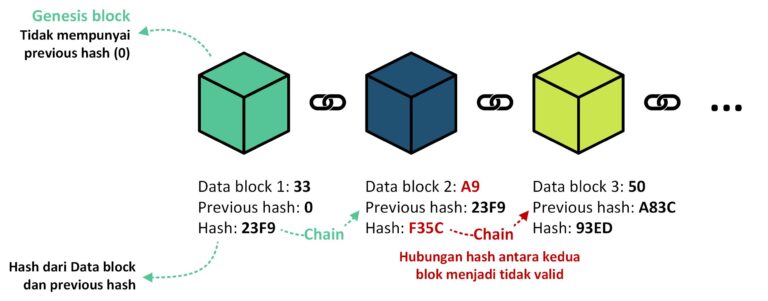 Genesis block
Tidak mempunyai
previous hash (0)
...
Data block 1: 33
Previous hash: 0
Hash: 23F9
Chain
Data block 2: A9
Previous hash: 23F9
Hash: F35C
Chain
Data block 3: 50
Previous hash: A83C
Hash: 93ED
Hubungan hash antara kedua
blok menjadi tidak valid
Hash dari Data block
dan previous hash